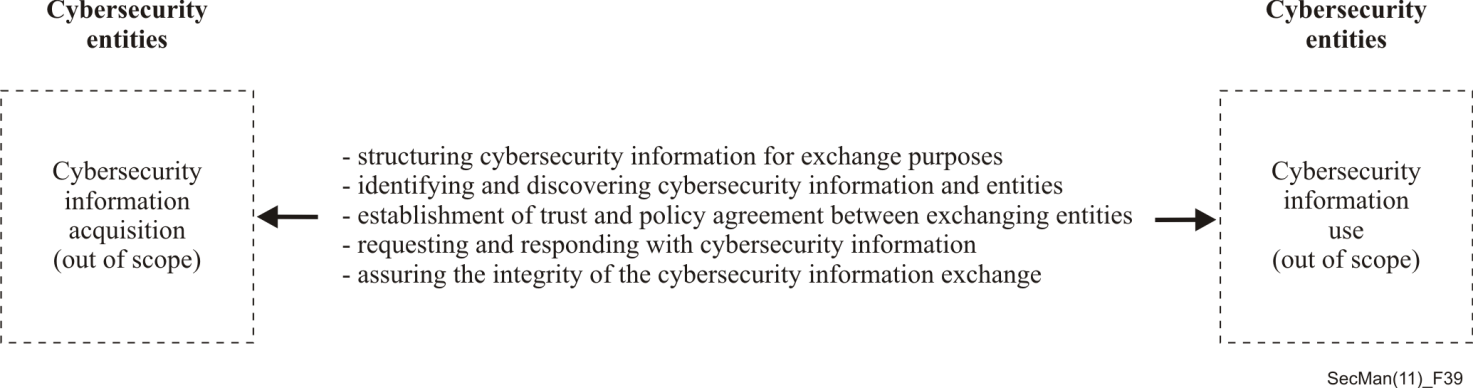 Cybersecurity
entities
Cybersecurity
entities
Cybersecurity
information
acquisition
(out of scope)
- structuring cybersecurity information for exchange purposes
- identifying and discovering cybersecurity information and entities
- establishment of trust and policy agreement between exchanging entities
- requesting and responding with cybersecurity information
- assuring the integrity of the cybersecurity information exchange
Cybersecurity
information
use
(out of scope)
SecMan(11)_F39